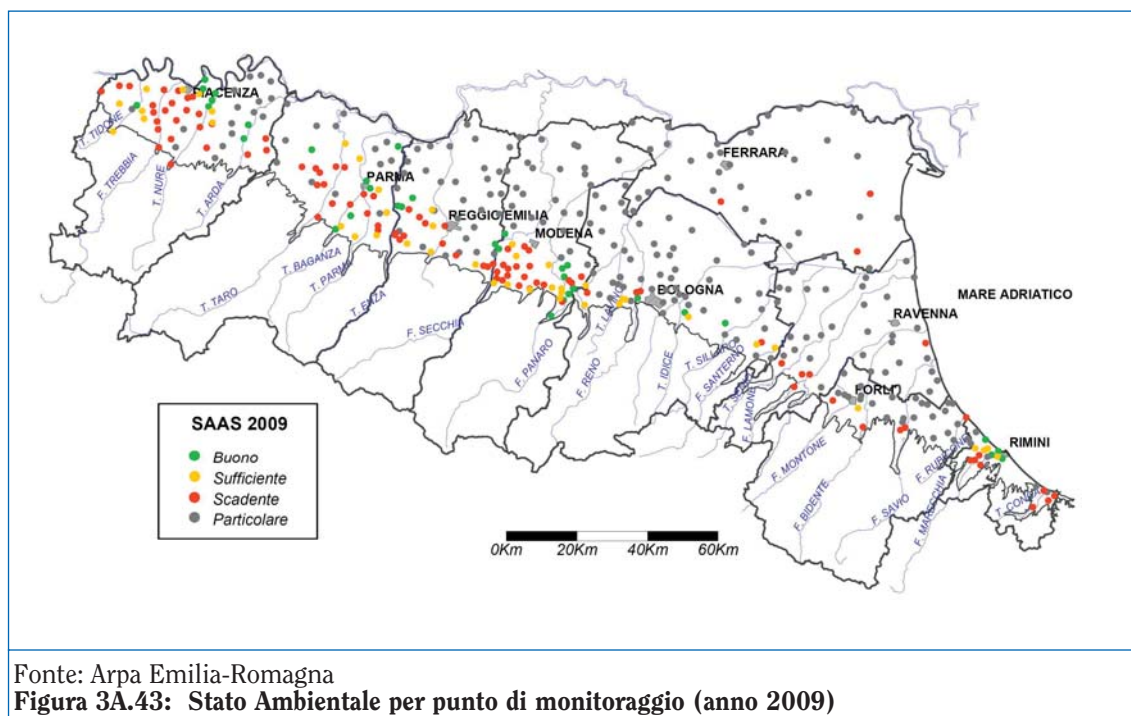 PIACENZA
T. TIDONE
F. TREBBIA
T. NURE
T. ARDA
PARMA
REGGIO EMILIA
MODENA
FERRARA
BOLOGNA
MARE ADRIATICO
RAVENNA
FORLI'
RIMINI
T. TARO
T. BAGANZA
T. PARMA
T. ENZA
F. SECCHIA
F. PANARO
F. RENO
T. IDICE
T. SILLARO
F. SANTERNO
F. LAMONE
F. MONTONE
F. BIDENTE
F. SAVIO
F. RUBICONE
F. MARECCHIA
T. CONCA
SAAS 2009
Buono
Sufficiente
Scadente
Particolare
0Km 20Km 40Km 60Km
Fonte: Arpa Emilia-Romagna
Figura 3A.43: Stato Ambientale per punto di monitoraggio (anno 2009)